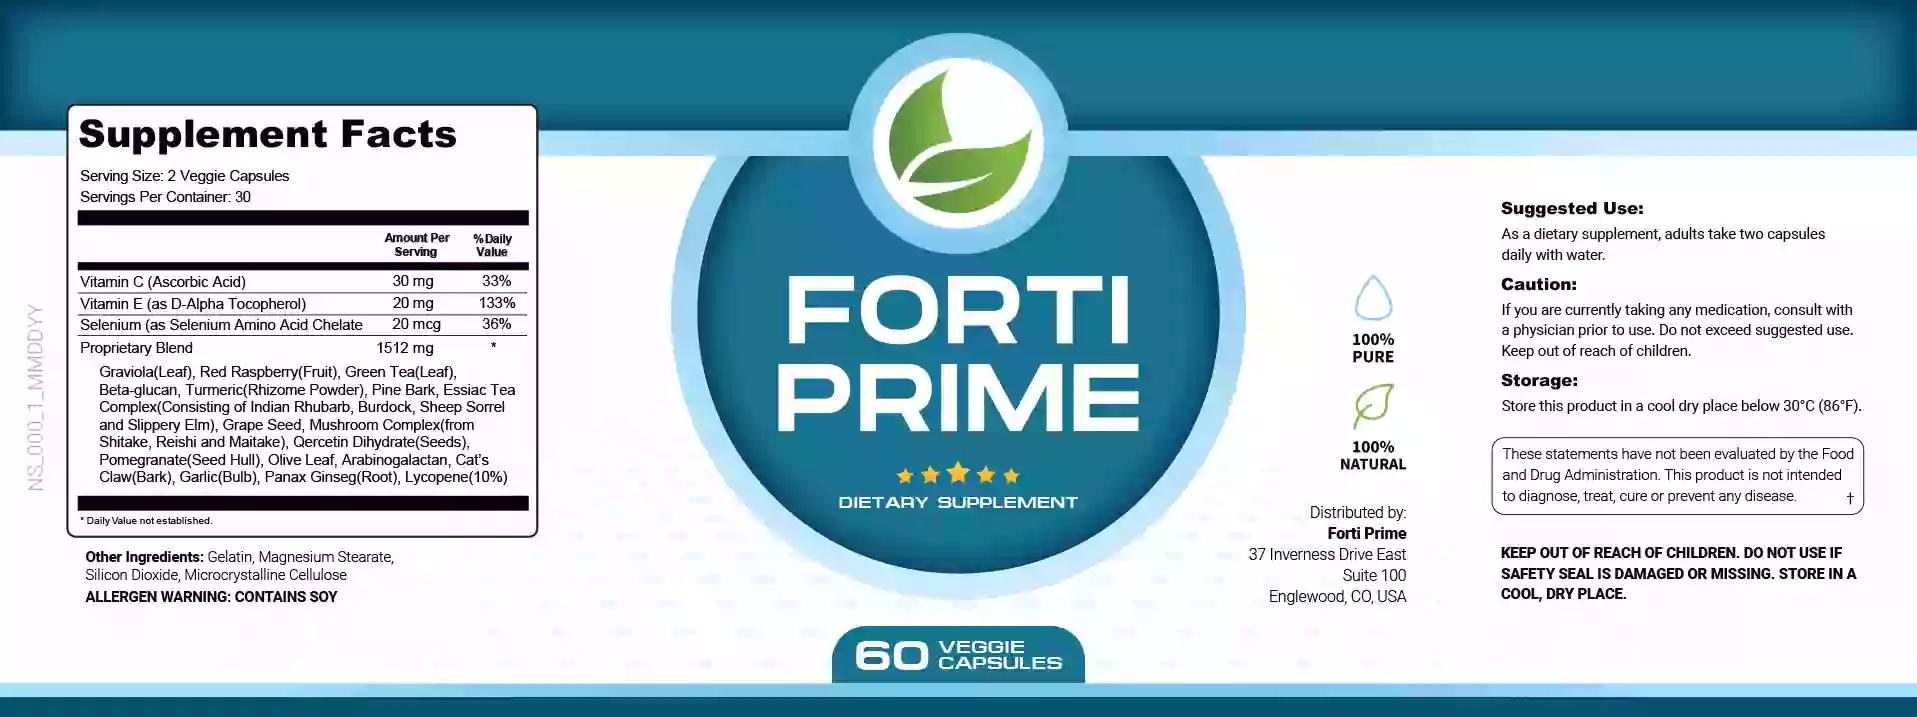 NS_000_1_MMDDYY
Supplement Facts
Serving Size: 2 Veggie Capsules
Servings Per Container: 30
Amount Per Serving
%Daily Value
Vitamin C (Ascorbic Acid) 30 mg 33%
Vitamin E (as D-Alpha Tocopherol) 20 mg 133%
Selenium (as Selenium Amino Acid Chelate 20 mcg 36%
Proprietary Blend 1512 mg *
Graviola(Leaf), Red Raspberry(Fruit), Green Tea(Leaf),
Beta-glucan, Turmeric(Rhizome Powder), Pine Bark, Essiac Tea
Complex(Consisting of Indian Rhubarb, Burdock, Sheep Sorrel
and Slippery Elm), Grape Seed, Mushroom Complex(from
Shitake, Reishi and Maitake), Qercetin Dihydrate(Seeds),
Pomegranate(Seed Hull), Olive Leaf, Arabinogalactan, Cat's
Claw(Bark), Garlic(Bulb), Panax Ginseg(Root), Lycopene(10%)
* Daily Value not established.
Other Ingredients: Gelatin, Magnesium Stearate,
Silicon Dioxide, Microcrystalline Cellulose
ALLERGEN WARNING: CONTAINS SOY
FORTI
PRIME
DIETARY SUPPLEMENT
60 VEGGIE
CAPSULES
100%
PURE
100%
NATURAL
Distributed by:
Forti Prime
37 Inverness Drive East
Suite 100
Englewood, CO, USA
Suggested Use:
As a dietary supplement, adults take two capsules
daily with water.
Caution:
If you are currently taking any medication, consult with
a physician prior to use. Do not exceed suggested use.
Keep out of reach of children.
Storage:
Store this product in a cool dry place below 30°C (86°F).
These statements have not been evaluated by the Food
and Drug Administration. This product is not intended
to diagnose, treat, cure or prevent any disease. †
KEEP OUT OF REACH OF CHILDREN. DO NOT USE IF
SAFETY SEAL IS DAMAGED OR MISSING. STORE IN A
COOL, DRY PLACE.